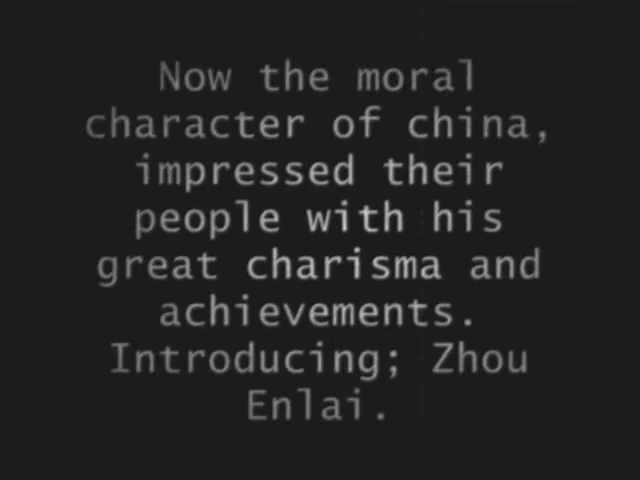 Now the moral
character of china,
impressed their
people with his
great charisma and
achievements.
Introducing; Zhou
Enlai.